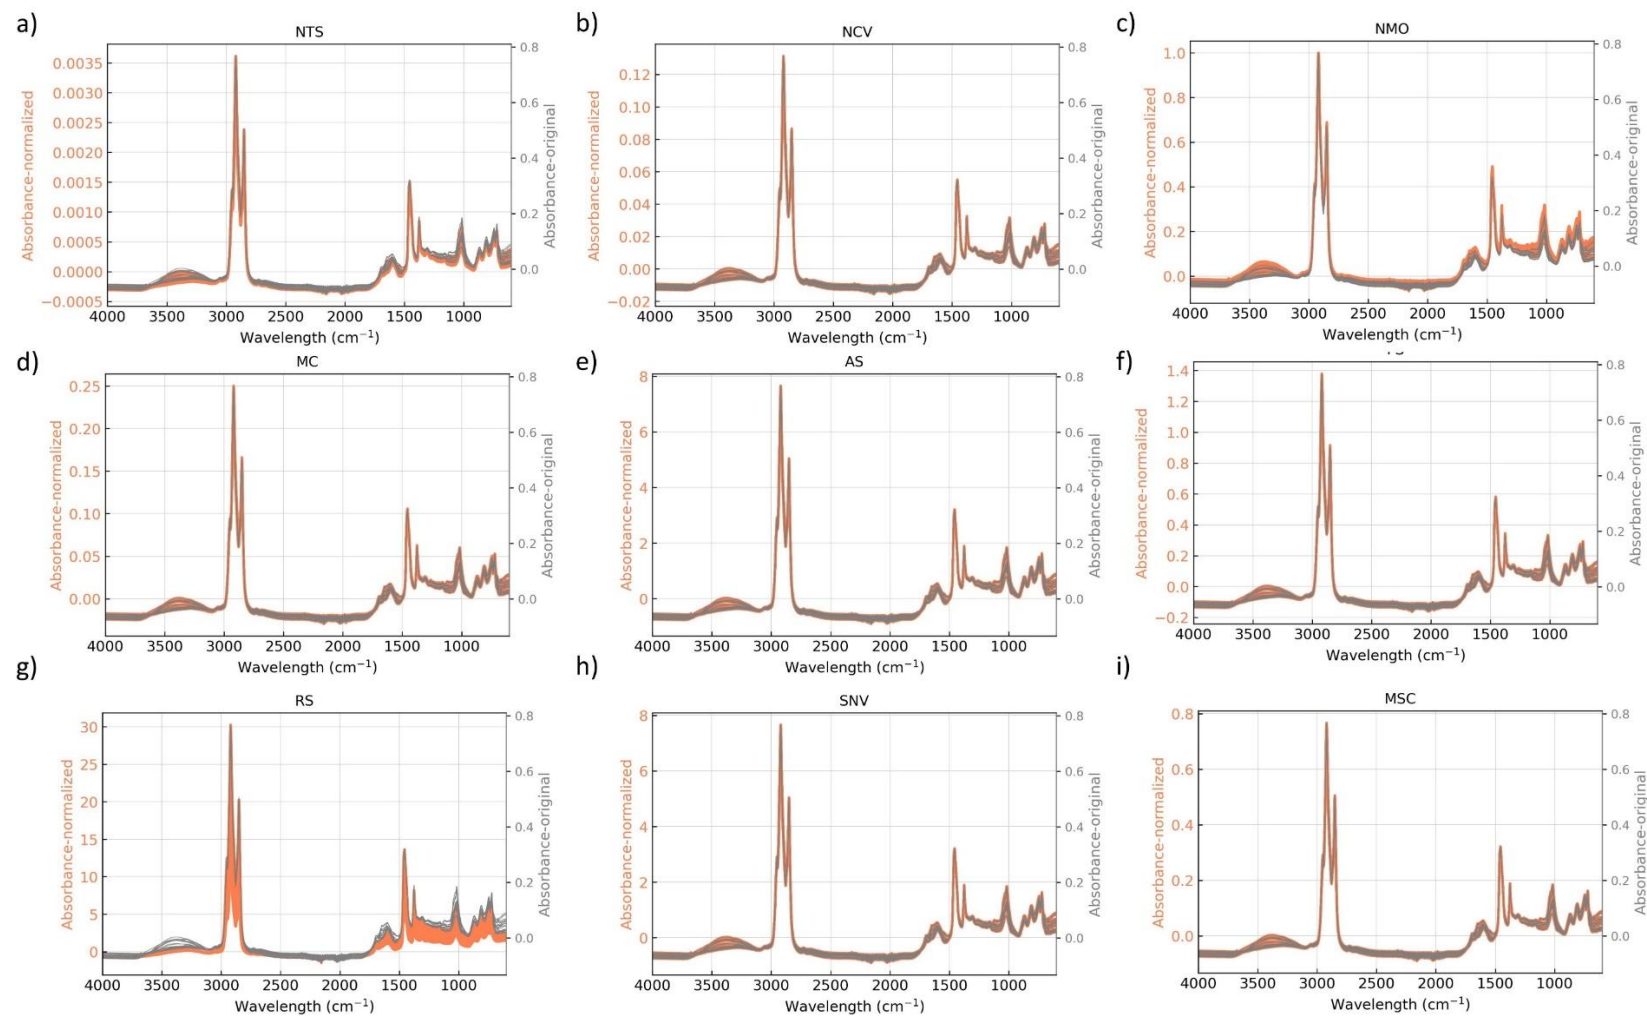 a)
NTS
0.0035
0.0030
0.0025
0.0020
0.0015
0.0010
0.0005
0.0000
−0.0005
Absorbance-normalized
0.8
0.6
0.4
0.2
0.0
Absorbance-original
4000 3500 3000 2500 2000 1500 1000
Wavelength (cm⁻¹)
b)
NCV
0.12
0.10
0.08
0.06
0.04
0.02
0.00
−0.02
Absorbance-normalized
0.8
0.6
0.4
0.2
0.0
Absorbance-original
4000 3500 3000 2500 2000 1500 1000
Wavelength (cm⁻¹)
c)
NMO
1.0
0.8
0.6
0.4
0.2
0.0
Absorbance-normalized
0.8
0.6
0.4
0.2
0.0
Absorbance-original
4000 3500 3000 2500 2000 1500 1000
Wavelength (cm⁻¹)
d)
MC
0.25
0.20
0.15
0.10
0.05
0.00
Absorbance-normalized
0.8
0.6
0.4
0.2
0.0
Absorbance-original
4000 3500 3000 2500 2000 1500 1000
Wavelength (cm⁻¹)
e)
AS
8
6
4
2
0
Absorbance-normalized
0.8
0.6
0.4
0.2
0.0
Absorbance-original
4000 3500 3000 2500 2000 1500 1000
Wavelength (cm⁻¹)
f)
1.4
1.2
1.0
0.8
0.6
0.4
0.2
0.0
−0.2
Absorbance-normalized
0.8
0.6
0.4
0.2
0.0
Absorbance-original
4000 3500 3000 2500 2000 1500 1000
Wavelength (cm⁻¹)
g)
RS
30
25
20
15
10
5
0
Absorbance-normalized
0.8
0.6
0.4
0.2
0.0
Absorbance-original
4000 3500 3000 2500 2000 1500 1000
Wavelength (cm⁻¹)
h)
SNV
8
6
4
2
0
Absorbance-normalized
0.8
0.6
0.4
0.2
0.0
Absorbance-original
4000 3500 3000 2500 2000 1500 1000
Wavelength (cm⁻¹)
i)
MSC
0.8
0.6
0.4
0.2
0.0
Absorbance-normalized
0.8
0.6
0.4
0.2
0.0
Absorbance-original
4000 3500 3000 2500 2000 1500 1000
Wavelength (cm⁻¹)